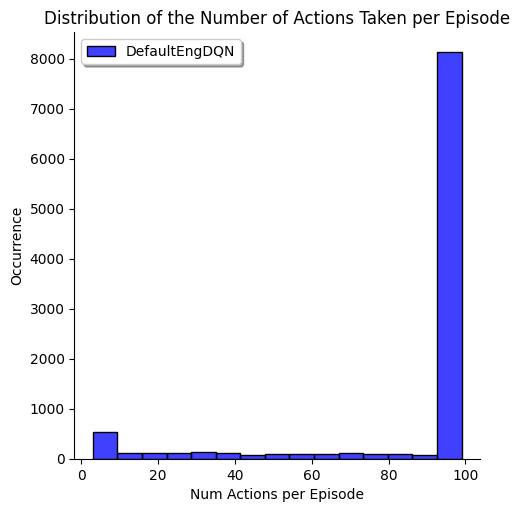 Distribution of the Number of Actions Taken per Episode
DefaultEngDQN
8000
7000
6000
5000
4000
3000
2000
1000
0
Occurrence
0 20 40 60 80 100
Num Actions per Episode